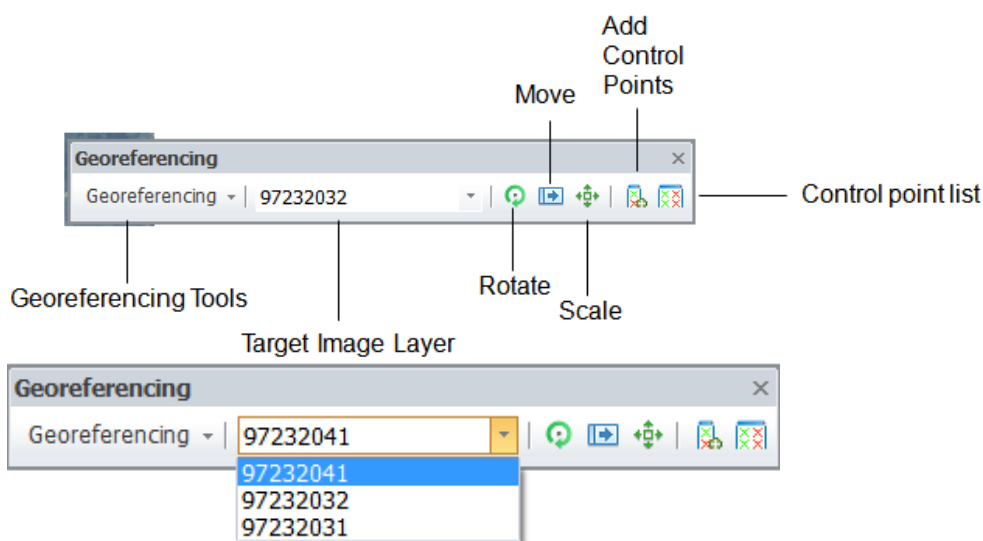 Add
Control
Points
Move
Georeferencing
Georeferencing 97232032
Control point list
Georeferencing Tools
Rotate
Scale
Target Image Layer
Georeferencing
Georeferencing 97232041
97232041
97232032
97232031